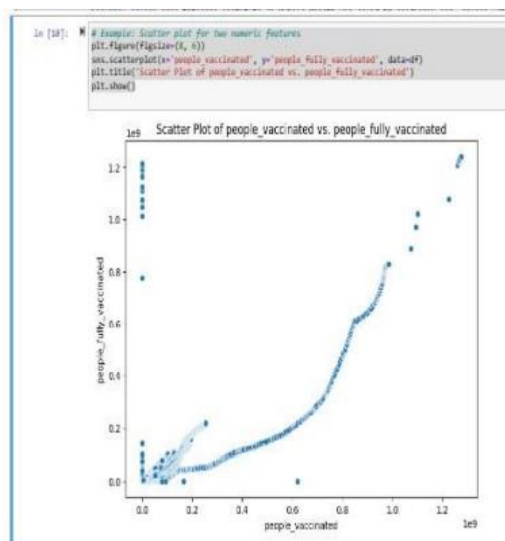 In [18]:
# Example: Scatter plot for two numeric features
plt.figure(figsize=(8, 6))
sns.scatterplot(x='people_vaccinated', y='people_fully_vaccinated', data=df)
plt.title('Scatter Plot of people_vaccinated vs. people_fully_vaccinated')
plt.show()
Scatter Plot of people_vaccinated vs. people_fully_vaccinated
1e9
1.2
1.0
0.8
0.6
0.4
0.2
0.0
people_fully_vaccinated
0.0 0.2 0.4 0.6 0.8 1.0 1.2
1e9
people_vaccinated